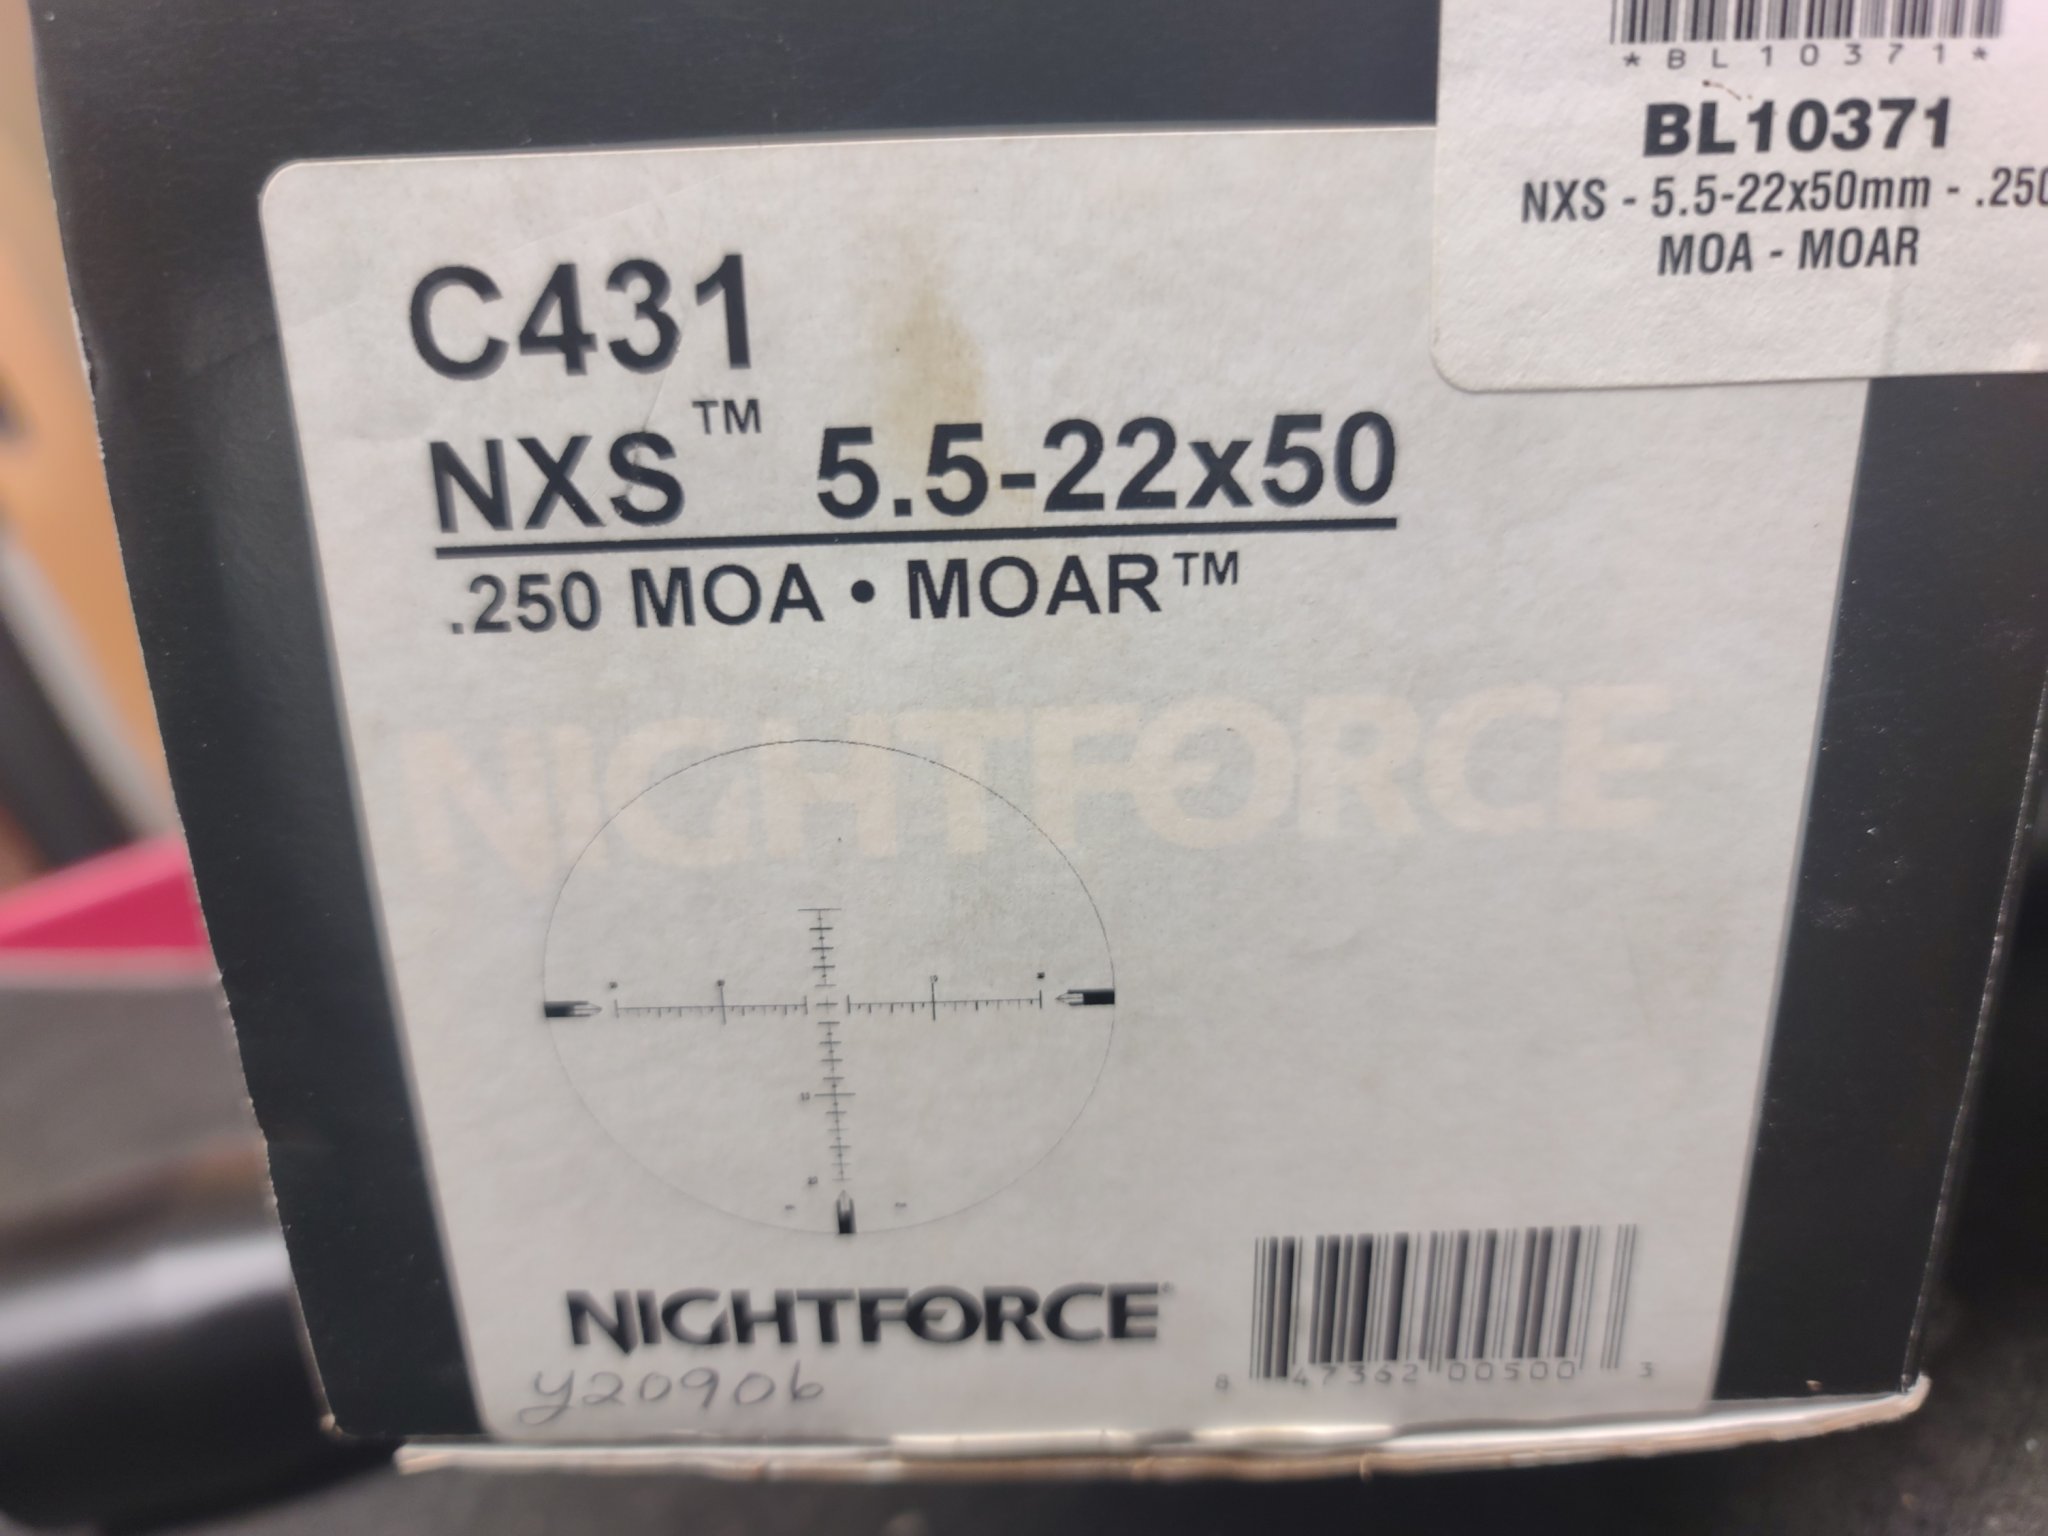 *BL10371*
BL10371
NXS - 5.5-22x50mm - .250
MOA - MOAR
C431
NXS™ 5.5-22x50
.250 MOA • MOAR™
NIGHTFORCE
NIGHTFORCE®
y20906
8 47362 00500 3